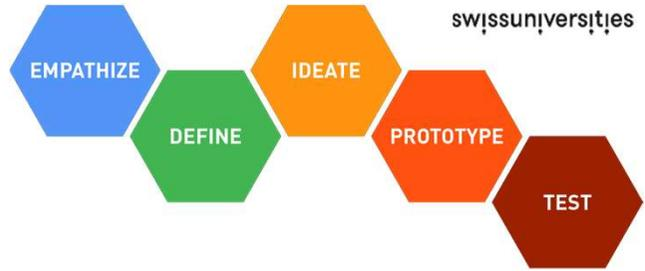 swissuniversities
EMPATHIZE
IDEATE
DEFINE
PROTOTYPE
TEST